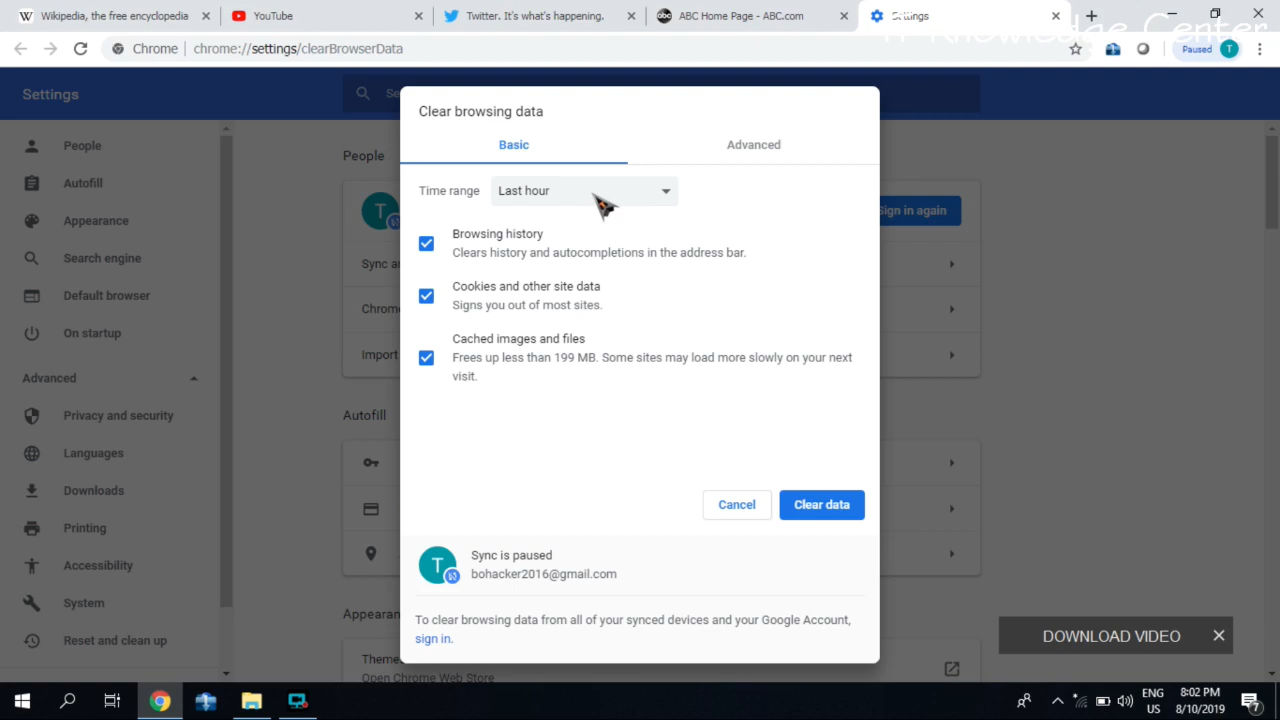 Wikipedia, the free encyclopedia
YouTube
Twitter. It's what's happening.
ABC Home Page - ABC.com
Settings
Knowledge Center
Chrome
chrome://settings/clearBrowserData
Paused
T
Settings
Se
People
Autofill
Appearance
Search engine
Default browser
On startup
Advanced
Privacy and security
Languages
Downloads
Printing
Accessibility
System
Reset and clean up
People
T
Sign in again
Sync an
Chrome
Import
Autofill
Appearan
Theme
Open Chrome Web Store
Clear browsing data
Basic
Advanced
Time range
Last hour
Browsing history
Clears history and autocompletions in the address bar.
Cookies and other site data
Signs you out of most sites.
Cached images and files
Frees up less than 199 MB. Some sites may load more slowly on your next
visit.
Cancel
Clear data
T
Sync is paused
bohacker2016@gmail.com
To clear browsing data from all of your synced devices and your Google Account,
sign in.
DOWNLOAD VIDEO
ENG
US
8:02 PM
8/10/2019
7